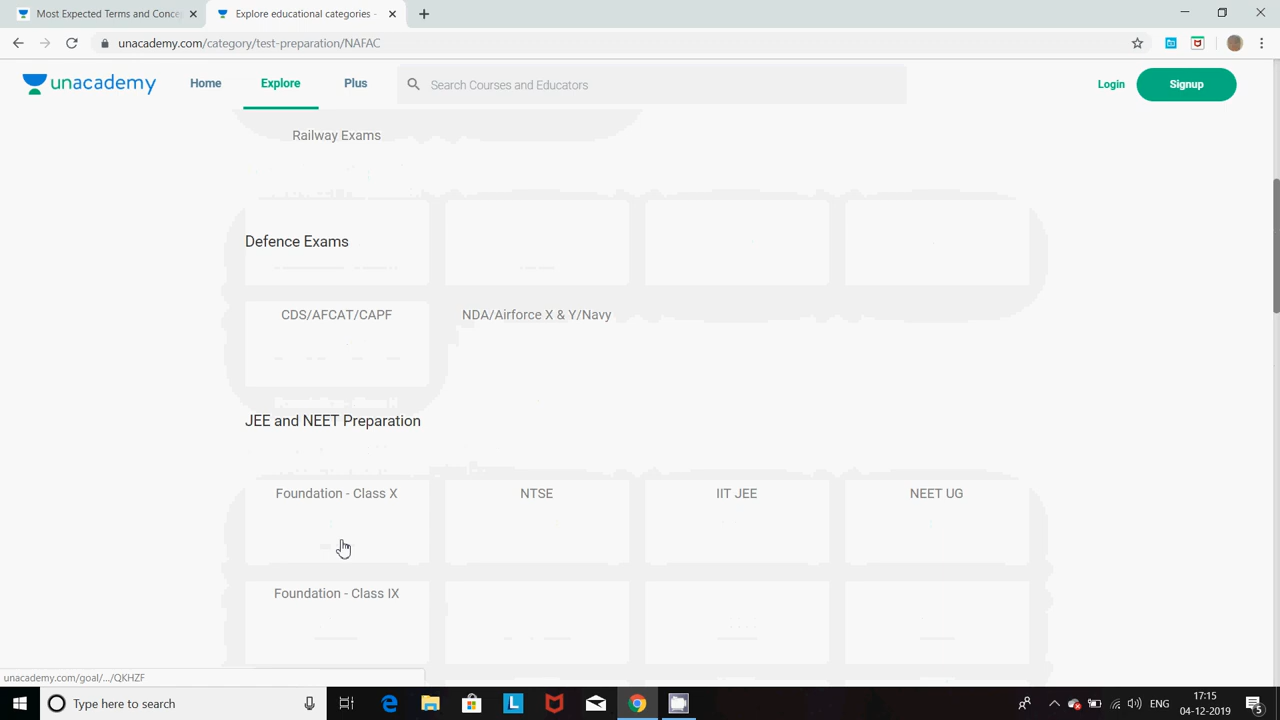 Most Expected Terms and Conce
Explore educational categories -
unacademy.com/category/test-preparation/NAFAC
unacademy
Home
Explore
Plus
Search Courses and Educators
Login
Signup
Railway Exams
Defence Exams
CDS/AFCAT/CAPF
NDA/Airforce X & Y/Navy
JEE and NEET Preparation
Foundation - Class X
NTSE
IIT JEE
NEET UG
Foundation - Class IX
unacademy.com/goal/.../QKHZF
Type here to search
ENG
17:15
04-12-2019
5